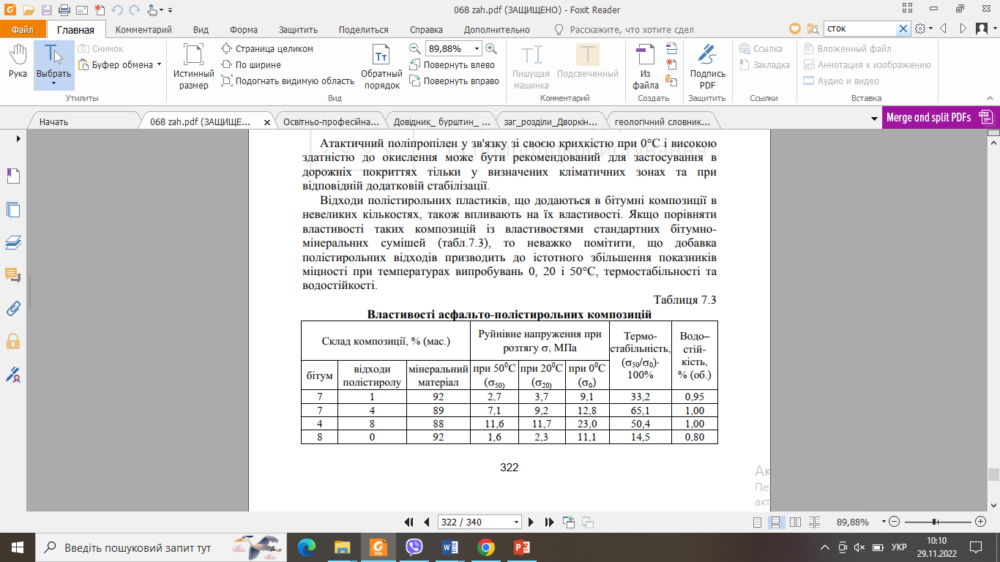 068 zah.pdf (ЗАЩИЩЕНО) - Foxit Reader
Файл Главная Комментарий Вид Форма Защитить Поделиться Справка Дополнительно Расскажите, что хотите сдел сток
Рука
Выбрать
Снимок
Буфер обмена
Утилиты
Истинный размер
Страница целиком
По ширине
Подогнать видимую область
Обратный порядок
89,88%
Повернуть влево
Повернуть вправо
Вид
Пишущая машинка
Подсвеченный
Комментарий
Из файла
Создать
Подпись PDF
Защитить
Ссылка
Закладка
Ссылки
Вложенный файл
Аннотация к изображению
Аудио и видео
Вставка
Начать 068 zah.pdf (ЗАЩИЩЕ... Освітньо-професійна... Довідник_ бурштин_ ... заг_розділи_Дворкін... геологічний словник... Merge and split PDFs
Атактичний поліпропілен у зв'язку зі своєю крихкістю при 0°С і високою
здатністю до окислення може бути рекомендований для застосування в
дорожніх покриттях тільки у визначених кліматичних зонах та при
відповідній додатковій стабілізації.
Відходи полістирольних пластиків, що додаються в бітумні композиції в
невеликих кількостях, також впливають на їх властивості. Якщо порівняти
властивості таких композицій із властивостями стандартних бітумно-
мінеральних сумішей (табл.7.3), то неважко помітити, що добавка
полістирольних відходів призводить до істотного збільшення показників
міцності при температурах випробувань 0, 20 і 50°С, термостабільності та
водостійкості.
Таблиця 7.3
Властивості асфальто-полістирольних композицій
Склад композиції, % (мас.)
Руйнівне напруження при
розтягу σ, МПа
Термо-
стабільність,
(σ50/σ0)·
100%
Водо–
стій-
кість,
% (об.)
бітум
відходи
полістиролу
мінеральний
матеріал
при 50⁰С
(σ50)
при 20⁰С
(σ20)
при 0⁰С
(σ0)
7 1 92 2,7 3,7 9,1 33,2 0,95
7 4 89 7,1 9,2 12,8 65,1 1,00
4 8 88 11,6 11,7 23,0 50,4 1,00
8 0 92 1,6 2,3 11,1 14,5 0,80
322
322 / 340
89,88%
Введіть пошуковий запит тут
УКР
10:10
29.11.2022